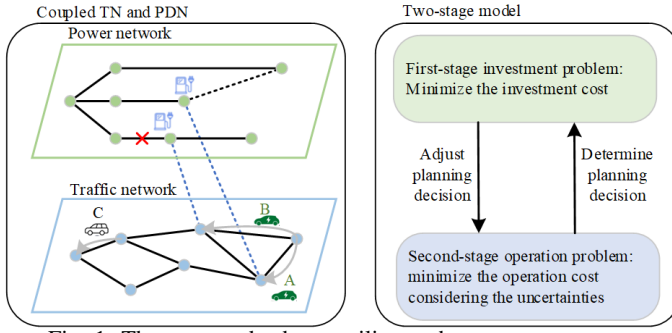 Coupled TN and PDN
Power network
Traffic network
C
B
A
Two-stage model
First-stage investment problem:
Minimize the investment cost
Adjust
planning
decision
Determine
planning
decision
Second-stage operation problem:
minimize the operation cost
considering the uncertainties